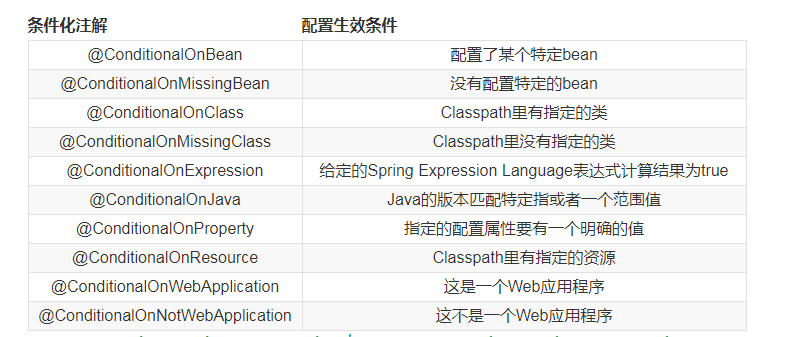 条件化注解 配置生效条件
@ConditionalOnBean 配置了某个特定bean
@ConditionalOnMissingBean 没有配置特定的bean
@ConditionalOnClass Classpath里有指定的类
@ConditionalOnMissingClass Classpath里没有指定的类
@ConditionalOnExpression 给定的Spring Expression Language表达式计算结果为true
@ConditionalOnJava Java的版本匹配特定指或者一个范围值
@ConditionalOnProperty 指定的配置属性要有一个明确的值
@ConditionalOnResource Classpath里有指定的资源
@ConditionalOnWebApplication 这是一个Web应用程序
@ConditionalOnNotWebApplication 这不是一个Web应用程序